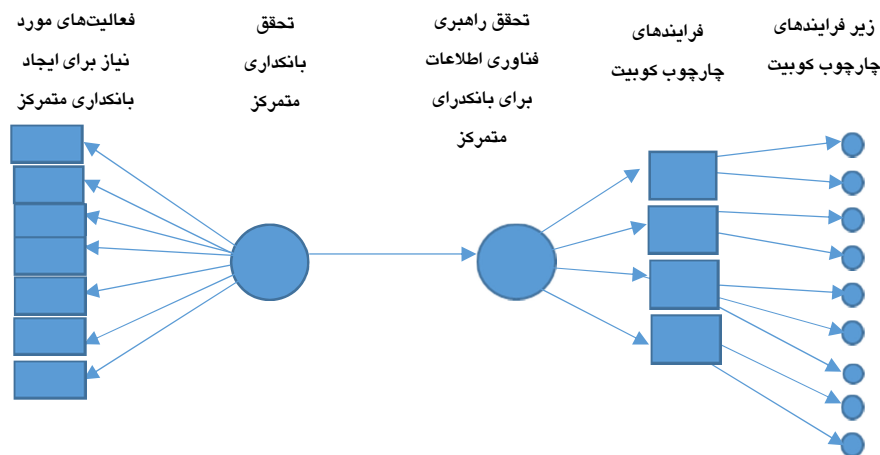 زیر فرایندهای
چارچوب کوبیت
فرایندهای
چارچوب کوبیت
تحقق راهبری
فناوری اطلاعات
برای بانکدرای
متمرکز
تحقق
بانکداری
متمرکز
فعالیت‌های مورد
نیاز برای ایجاد
بانکداری متمرکز